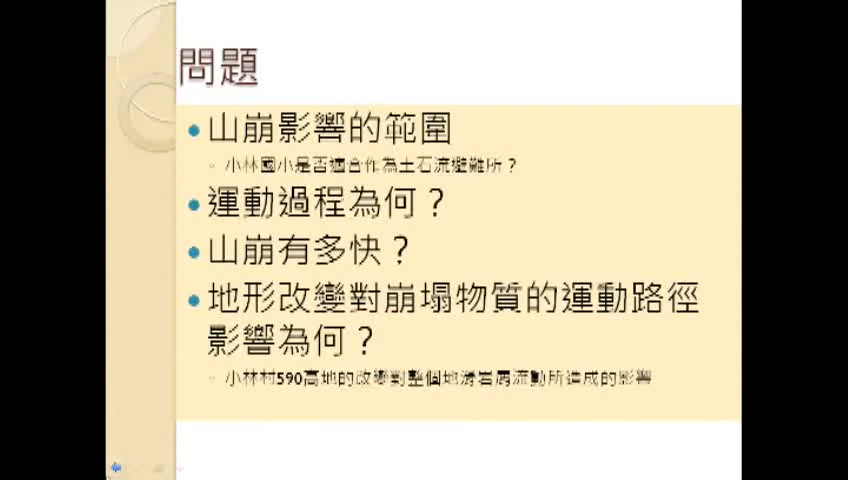 問題
山崩影響的範圍
小林國小是否適合作為土石流避難所？
運動過程為何？
山崩有多快？
地形改變對崩塌物質的運動路徑
影響為何？
小林村590高地的改變對整個地滑岩屑流動所造成的影響